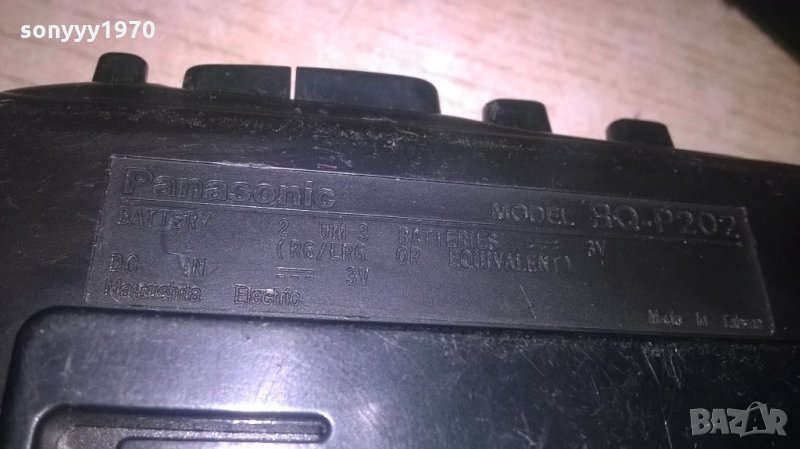 sonyyy1970
Panasonic MODEL RQ-P202
BATTERY 2 UM-3 BATTERIES 3V
(R6/LR6 OR EQUIVALENT)
DC IN 3V
Matsushita Electric Made in Taiwan
BAZAR